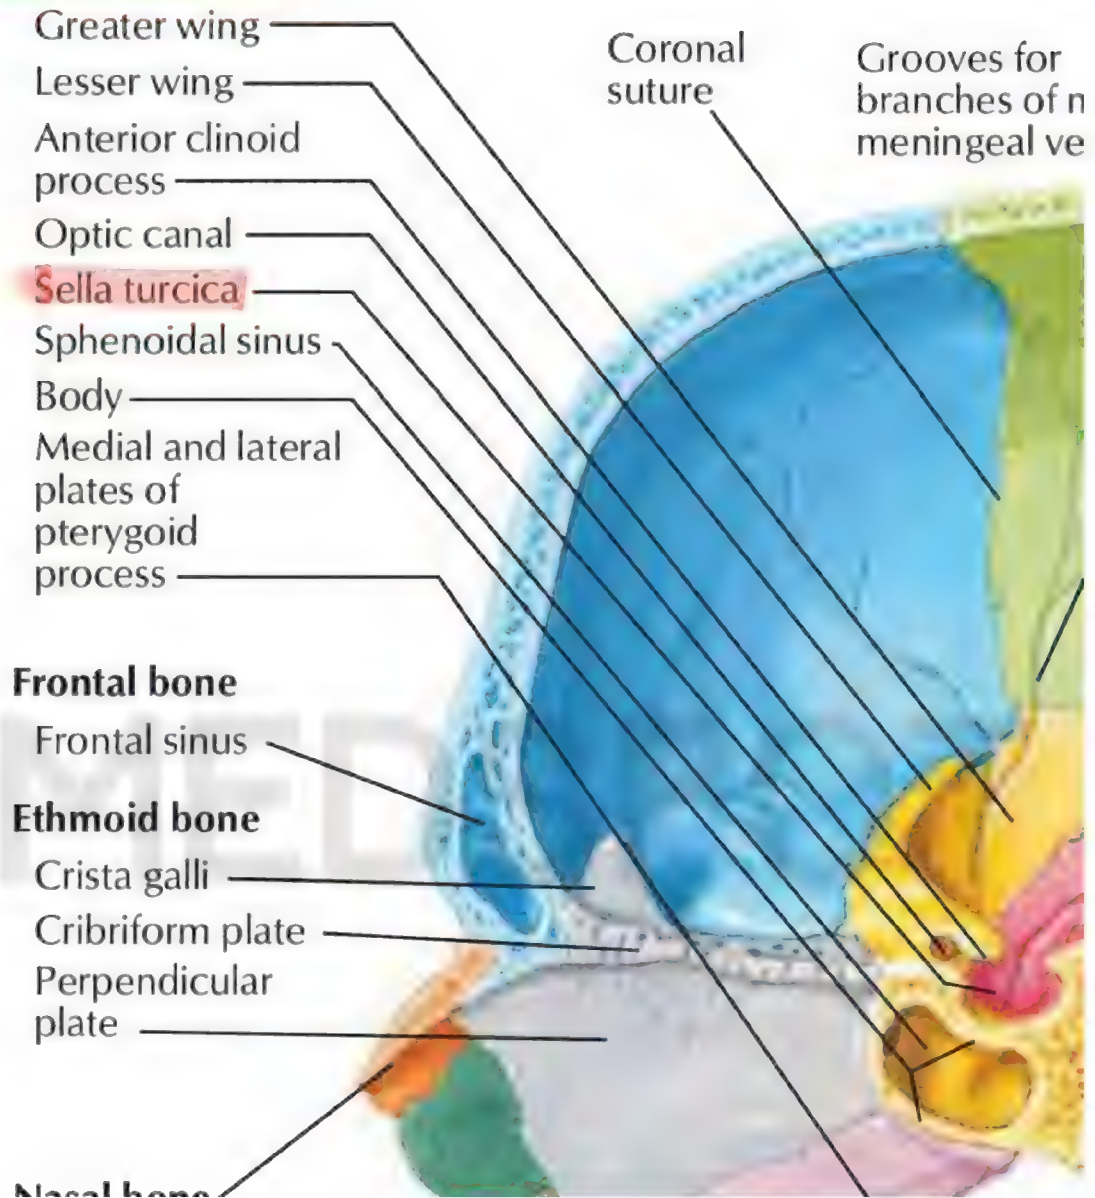 Greater wing
Lesser wing
Anterior clinoid
process
Optic canal
Sella turcica
Sphenoidal sinus
Body
Medial and lateral
plates of
pterygoid
process
Coronal
suture
Grooves for
branches of
meningeal
Frontal bone
Frontal sinus
Ethmoid bone
Crista galli
Cribriform plate
Perpendicular
plate
Nasal bone